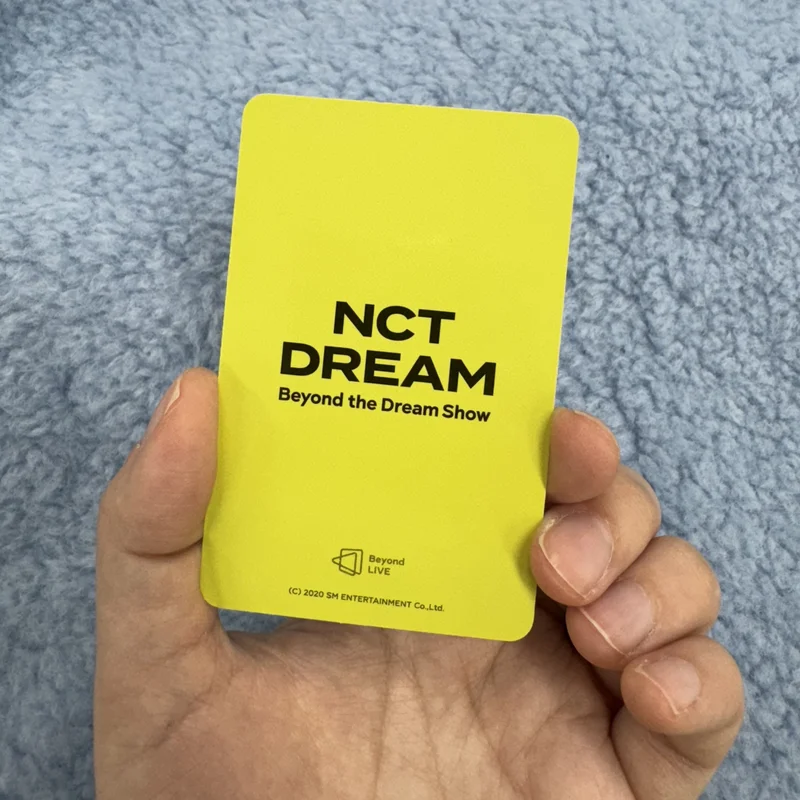 NCT
DREAM
Beyond the Dream Show
Beyond
LIVE
(C) 2020 SM ENTERTAINMENT Co.,Ltd.